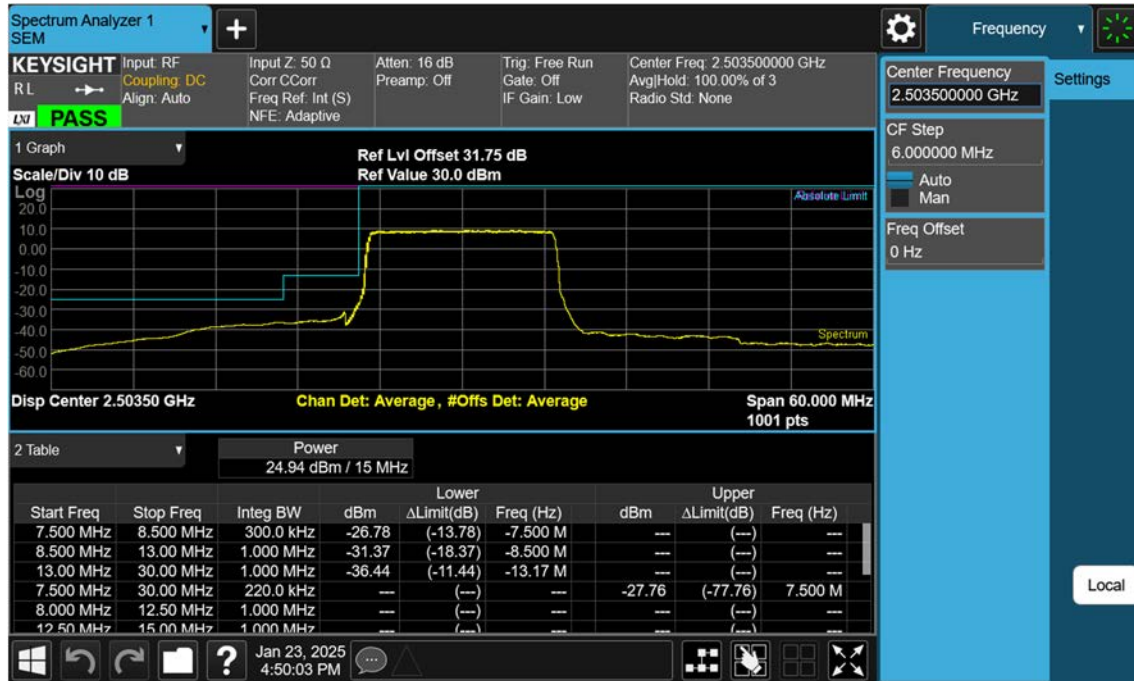 Spectrum Analyzer 1
SEM
Frequency
KEYSIGHT
RL
LXI PASS
Input: RF
Coupling: DC
Align: Auto
Input Z: 50 Ω
Corr CCorr
Freq Ref: Int (S)
NFE: Adaptive
Atten: 16 dB
Preamp: Off
Trig: Free Run
Gate: Off
IF Gain: Low
Center Freq: 2.503500000 GHz
Avg|Hold: 100.00% of 3
Radio Std: None
Center Frequency
2.503500000 GHz
Settings
CF Step
6.000000 MHz
Auto
Man
Freq Offset
0 Hz
1 Graph
Ref Lvl Offset 31.75 dB
Scale/Div 10 dB Ref Value 30.0 dBm
Log
Absolute Limit
20.0
10.0
0.00
-10.0
-20.0
-30.0
-40.0
Spectrum
-50.0
-60.0
Disp Center 2.50350 GHz Chan Det: Average, #Offs Det: Average Span 60.000 MHz
1001 pts
2 Table
Power
24.94 dBm / 15 MHz
Lower Upper
Start Freq Stop Freq Integ BW dBm ΔLimit(dB) Freq (Hz) dBm ΔLimit(dB) Freq (Hz)
7.500 MHz 8.500 MHz 300.0 kHz -26.78 (-13.78) -7.500 M --- (---) ---
8.500 MHz 13.00 MHz 1.000 MHz -31.37 (-18.37) -8.500 M --- (---) ---
13.00 MHz 30.00 MHz 1.000 MHz -36.44 (-11.44) -13.17 M --- (---) ---
7.500 MHz 30.00 MHz 220.0 kHz --- (---) --- -27.76 (-77.76) 7.500 M
8.000 MHz 12.50 MHz 1.000 MHz --- (---) --- --- (---) ---
12.50 MHz 15.00 MHz 1.000 MHz --- (---) --- --- (---) ---
Local
?
Jan 23, 2025
4:50:03 PM